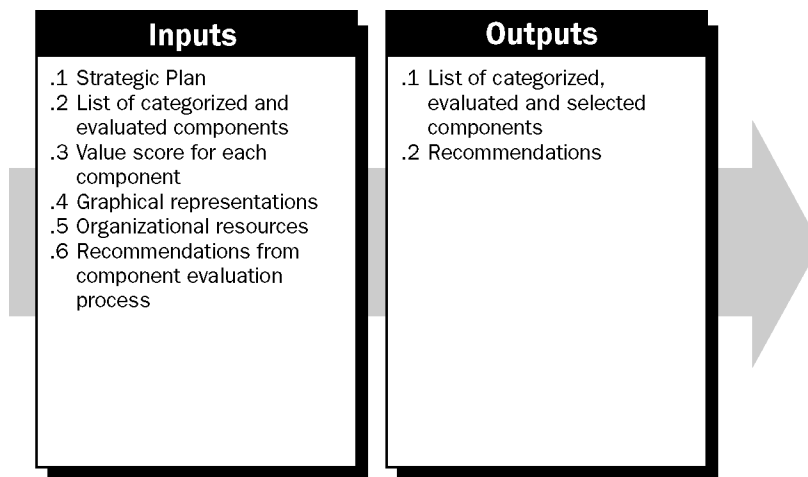 Inputs
.1 Strategic Plan
.2 List of categorized and
evaluated components
.3 Value score for each
component
.4 Graphical representations
.5 Organizational resources
.6 Recommendations from
component evaluation
process
Outputs
.1 List of categorized,
evaluated and selected
components
.2 Recommendations